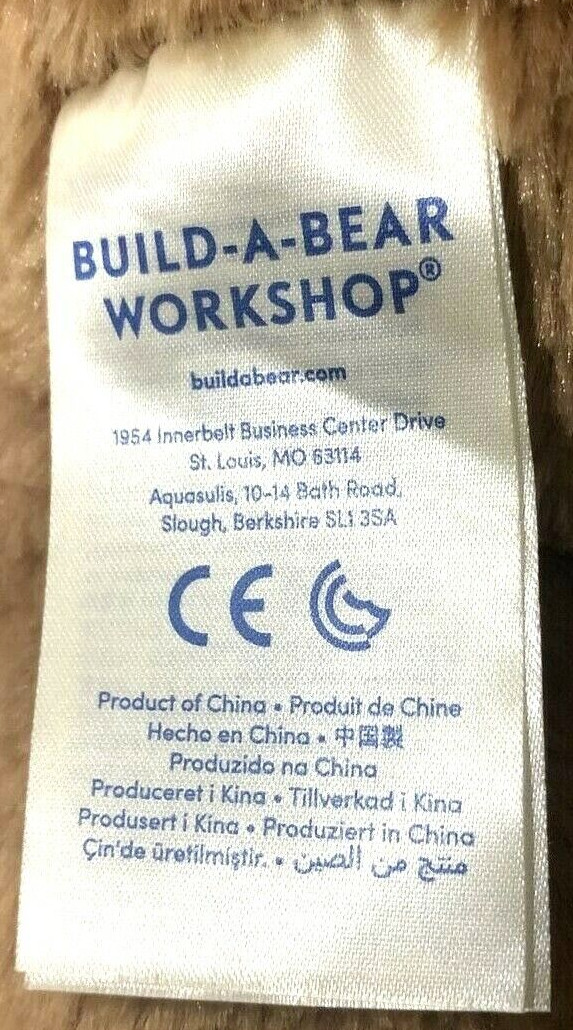 BUILD-A-BEAR
WORKSHOP®
buildabear.com
1954 Innerbelt Business Center Drive
St. Louis, MO 63114
Aquasulis, 10-14 Bath Road,
Slough, Berkshire SL1 3SA
CE
Product of China • Produit de Chine
Hecho en China • 中国製
Produzido na China
Produceret i Kina • Tillverkad i Kina
Produsert i Kina • Produziert in China
Çin'de üretilmiştir. • منتج من الصين